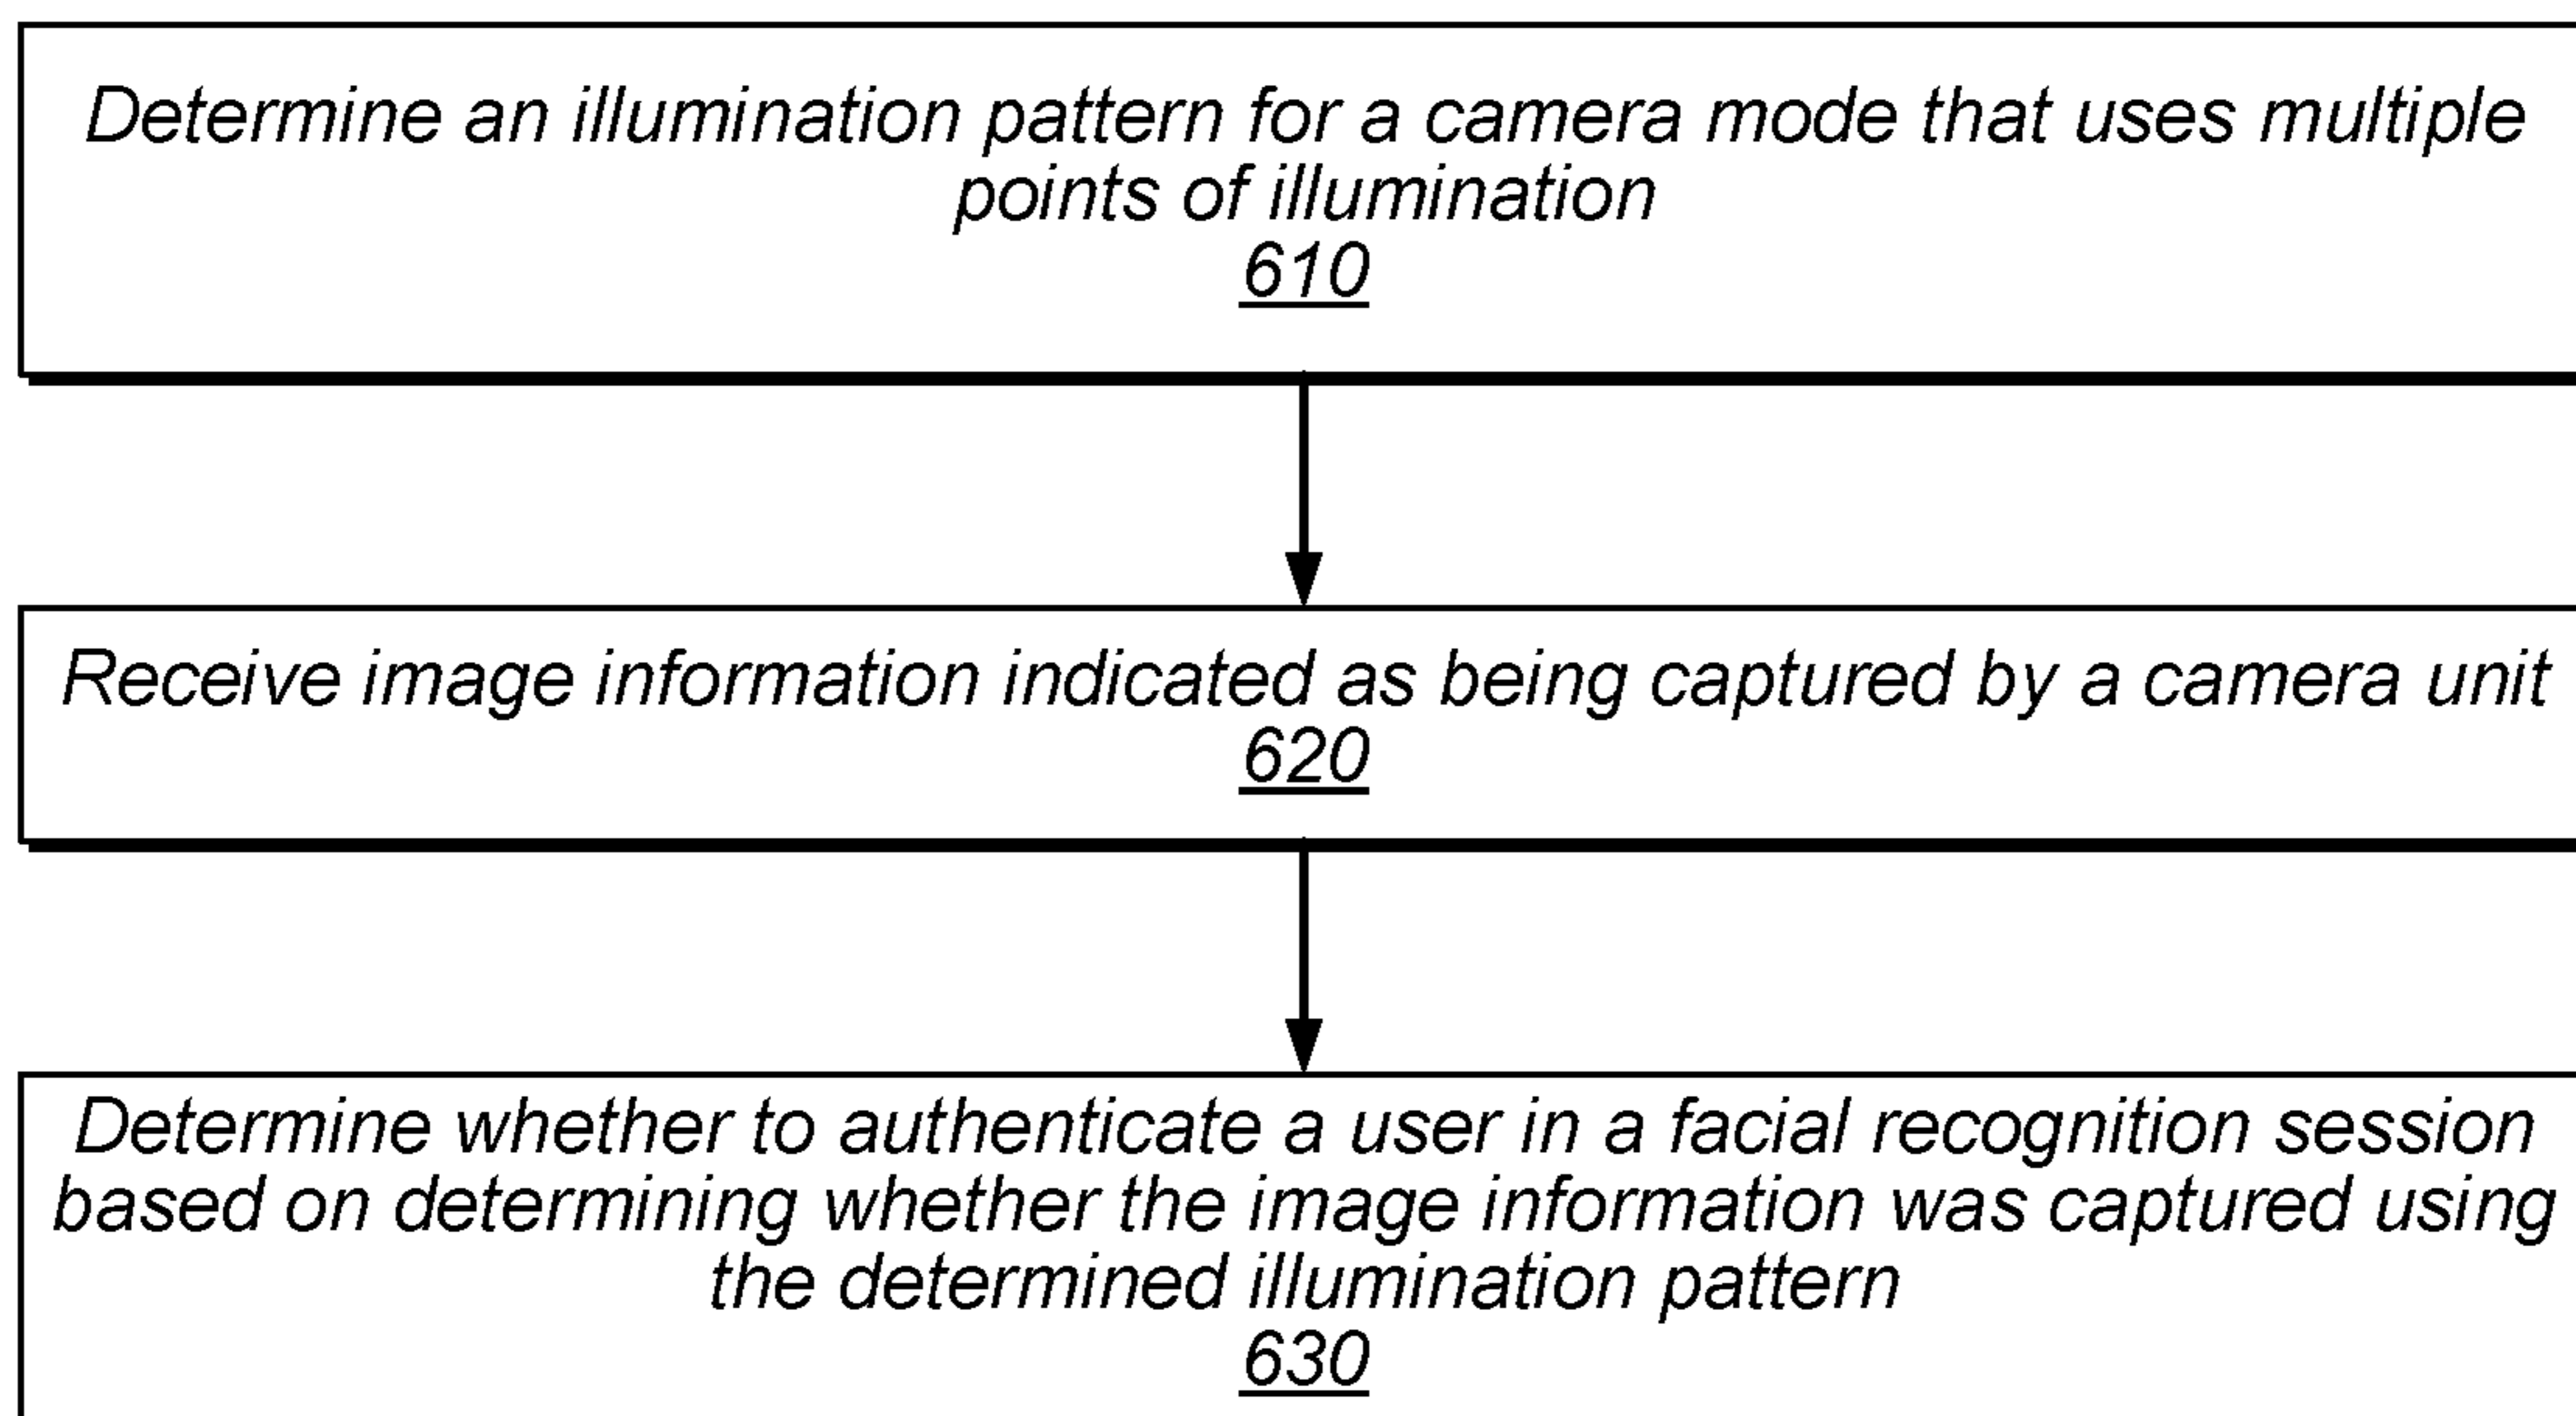 Determine an illumination pattern for a camera mode that uses multiple
points of illumination
610
Receive image information indicated as being captured by a camera unit
620
Determine whether to authenticate a user in a facial recognition session
based on determining whether the image information was captured using
the determined illumination pattern
630